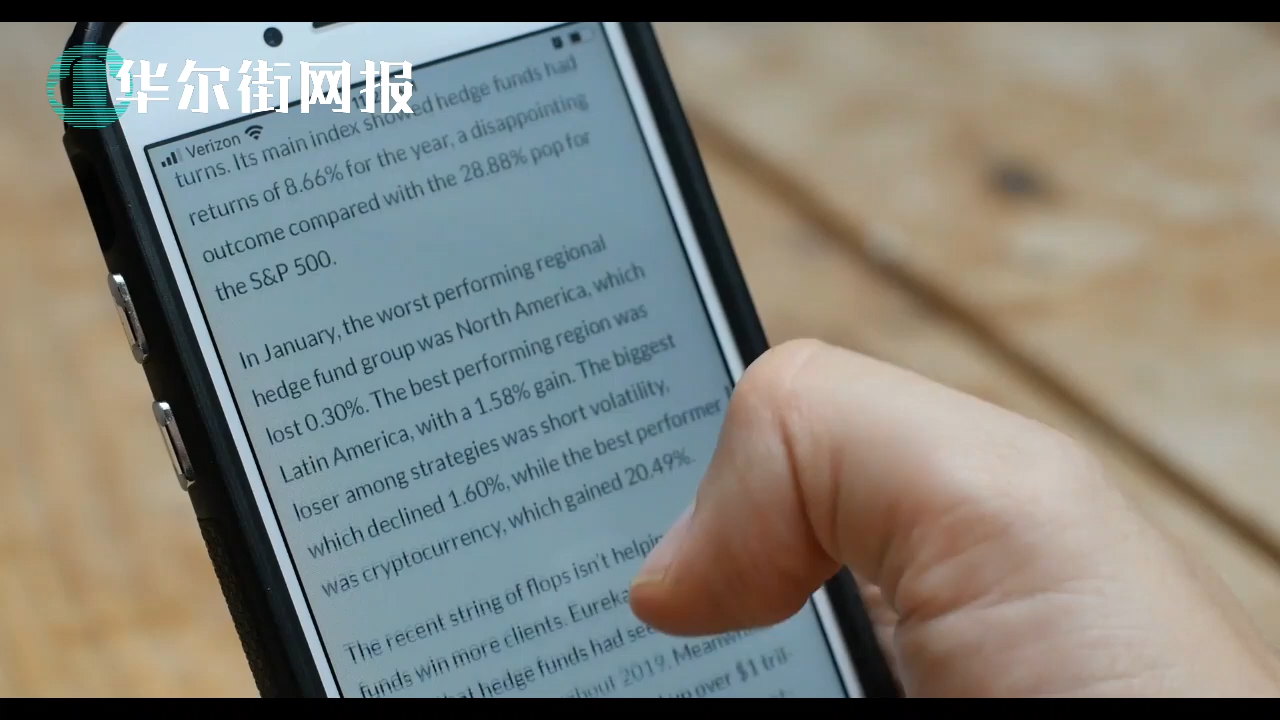 华尔街网报
Verizon
turns. Its main index showed hedge funds had
returns of 8.66% for the year, a disappointing
outcome compared with the 28.88% pop for
the S&P 500.
In January, the worst performing regional
hedge fund group was North America, which
lost 0.30%. The best performing region was
Latin America, with a 1.58% gain. The biggest
loser among strategies was short volatility,
which declined 1.60%, while the best performer
was cryptocurrency, which gained 20.49%.
The recent string of flops isn't
funds win more clients.
hedge funds had
2019.
over $1